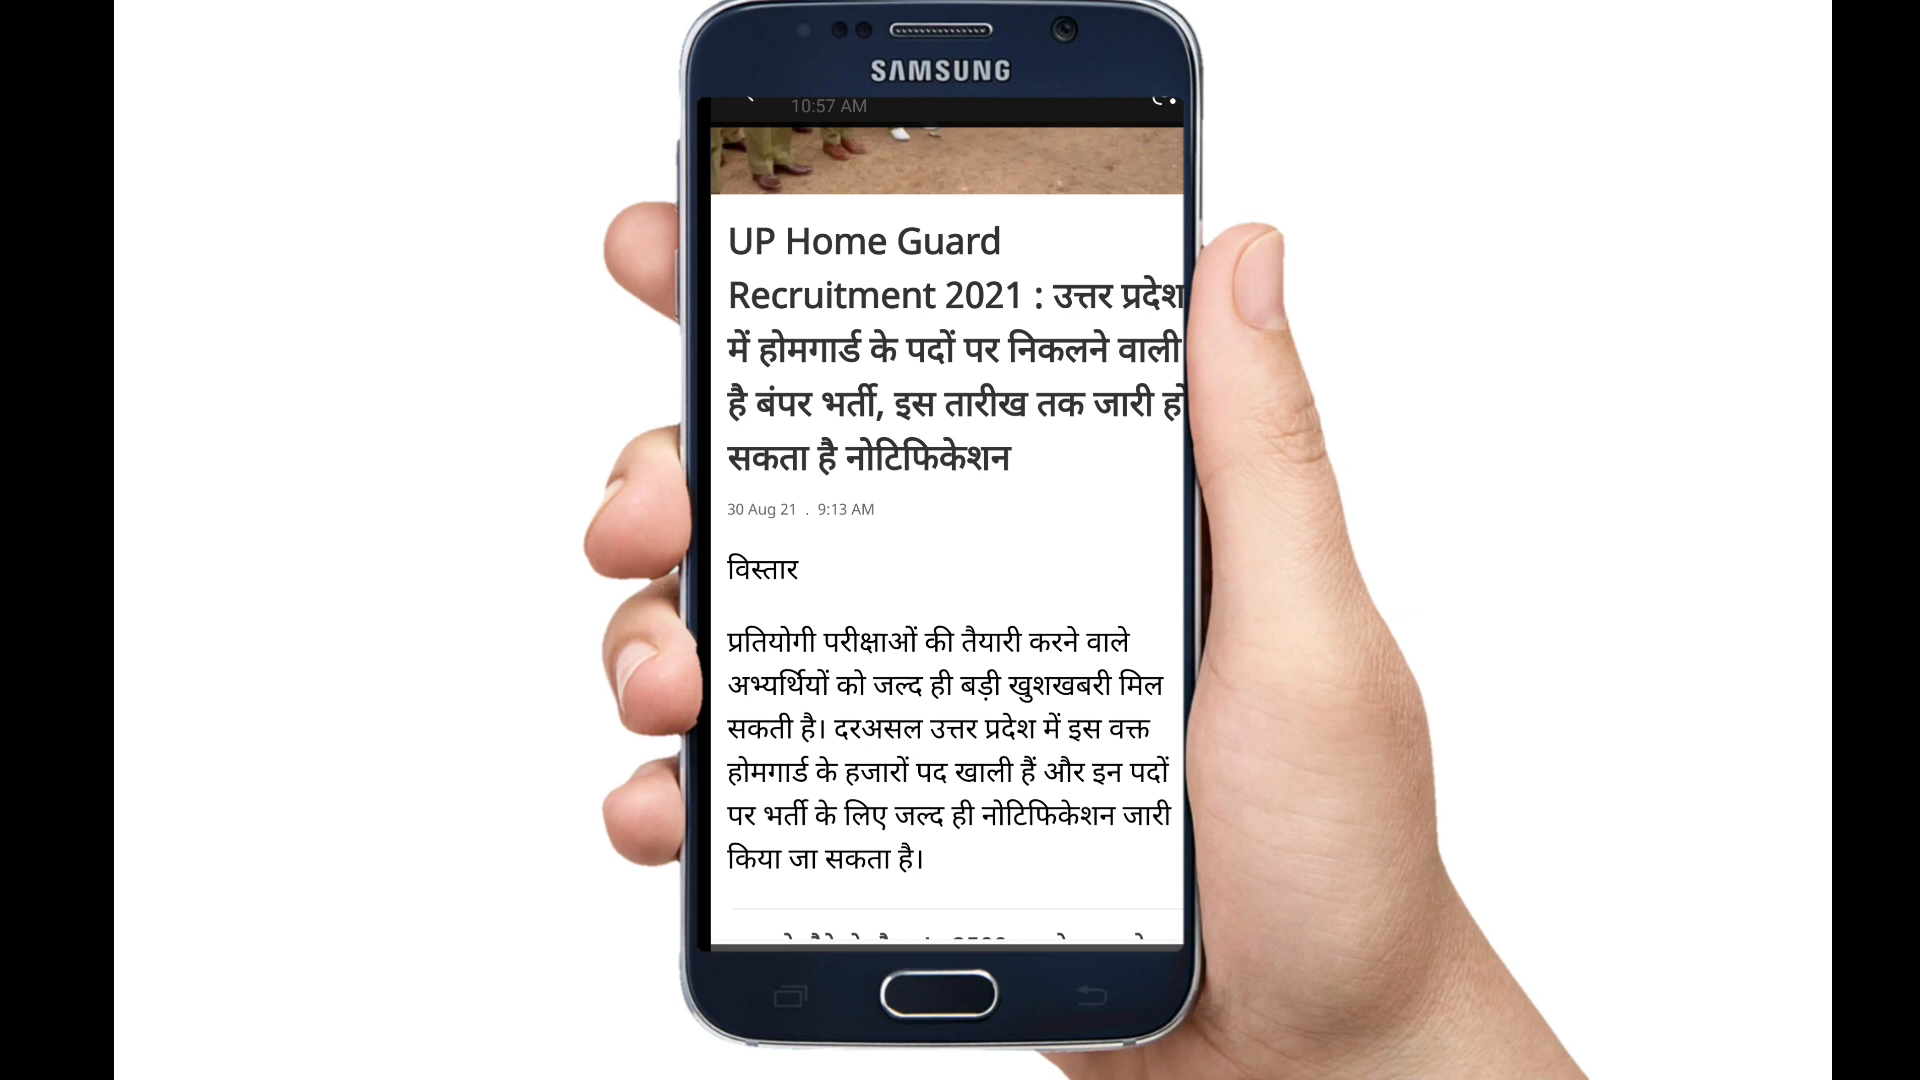 SAMSUNG
10:57 AM
UP Home Guard
Recruitment 2021 : उत्तर प्रदेश
में होमगार्ड के पदों पर निकलने वाली
है बंपर भर्ती, इस तारीख तक जारी हो
सकता है नोटिफिकेशन
30 Aug 21 . 9:13 AM
विस्तार
प्रतियोगी परीक्षाओं की तैयारी करने वाले
अभ्यर्थियों को जल्द ही बड़ी खुशखबरी मिल
सकती है। दरअसल उत्तर प्रदेश में इस वक्त
होमगार्ड के हजारों पद खाली हैं और इन पदों
पर भर्ती के लिए जल्द ही नोटिफिकेशन जारी
किया जा सकता है।